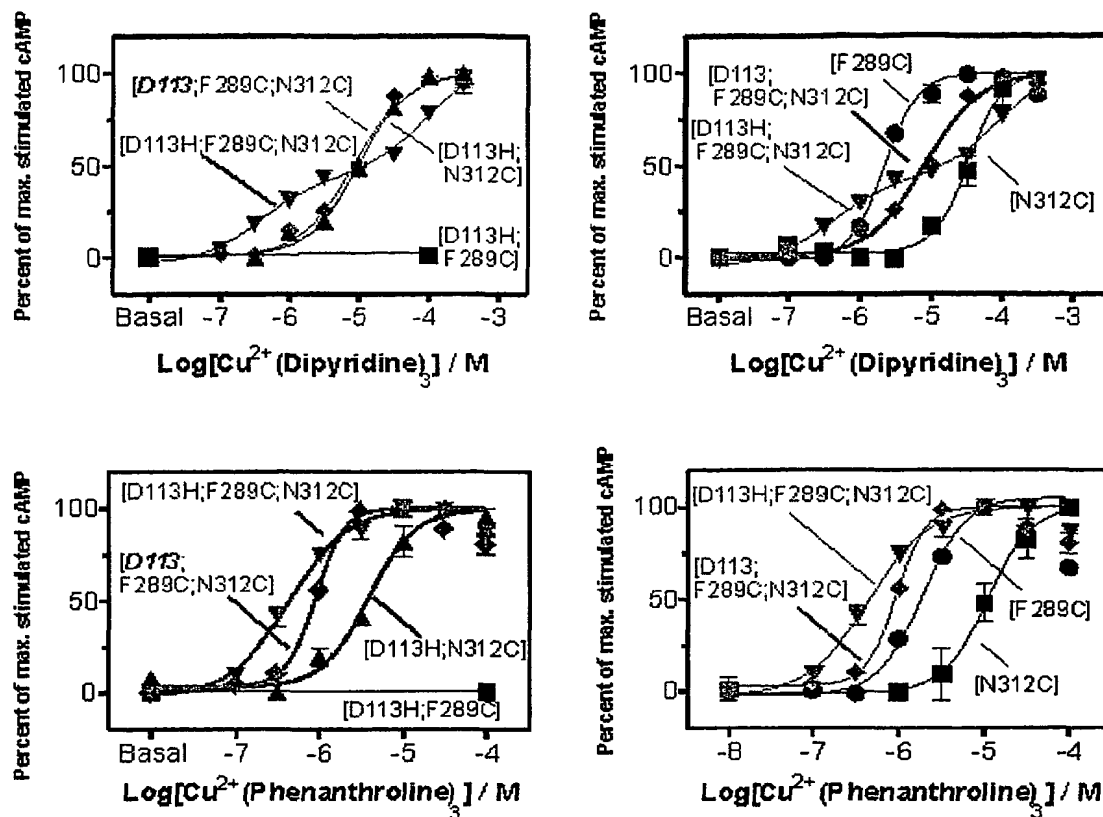 Percent of max. stimulated cAMP
100
50
0
[D113;F289C;N312C]
[D113H;F289C;N312C]
[D113H;
N312C]
[D113H;
F289C]
Basal -7 -6 -5 -4 -3
Log[Cu2+(Dipyridine)3] / M
Percent of max. stimulated cAMP
100
50
0
[F289C]
[D113;
F289C;N312C]
[D113H;
F289C;N312C]
[N312C]
Basal -7 -6 -5 -4 -3
Log[Cu2+(Dipyridine)3] / M
Percent of max. stimulated cAMP
100
50
0
[D113H;F289C;N312C]
[D113;
F289C;N312C]
[D113H;N312C]
[D113H;F289C]
Basal -7 -6 -5 -4
Log[Cu2+(Phenanthroline)3] / M
Percent of max. stimulated cAMP
100
50
0
[D113H;F289C;N312C]
[D113;
F289C;N312C]
[F289C]
[N312C]
-8 -7 -6 -5 -4
Log[Cu2+(Phenanthroline)3] / M